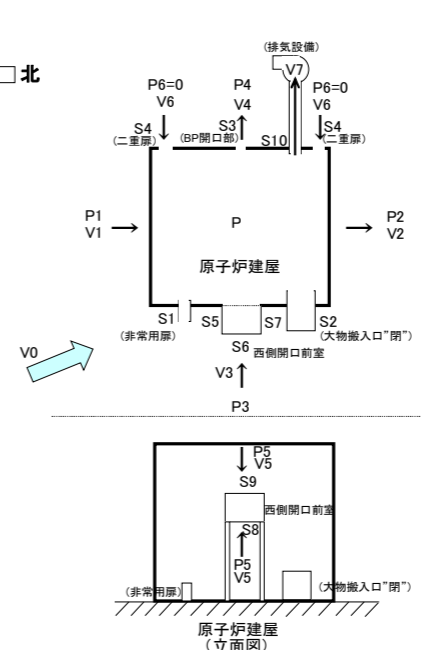 北
(排気設備)
V7
P6=0
V6
P4
V4
P6=0
V6
S4
(二重扉)
S3
(BP開口部)
S10
S4
(二重扉)
P1
V1
P
P2
V2
原子炉建屋
S1
(非常用扉)
S5
S7
S2
(大物搬入口”閉”)
S6
西側開口前室
V0
V3
P3
P5
V5
S9
西側開口前室
S8
P5
V5
(非常用扉)
(大物搬入口”閉”)
原子炉建屋
(立面図)